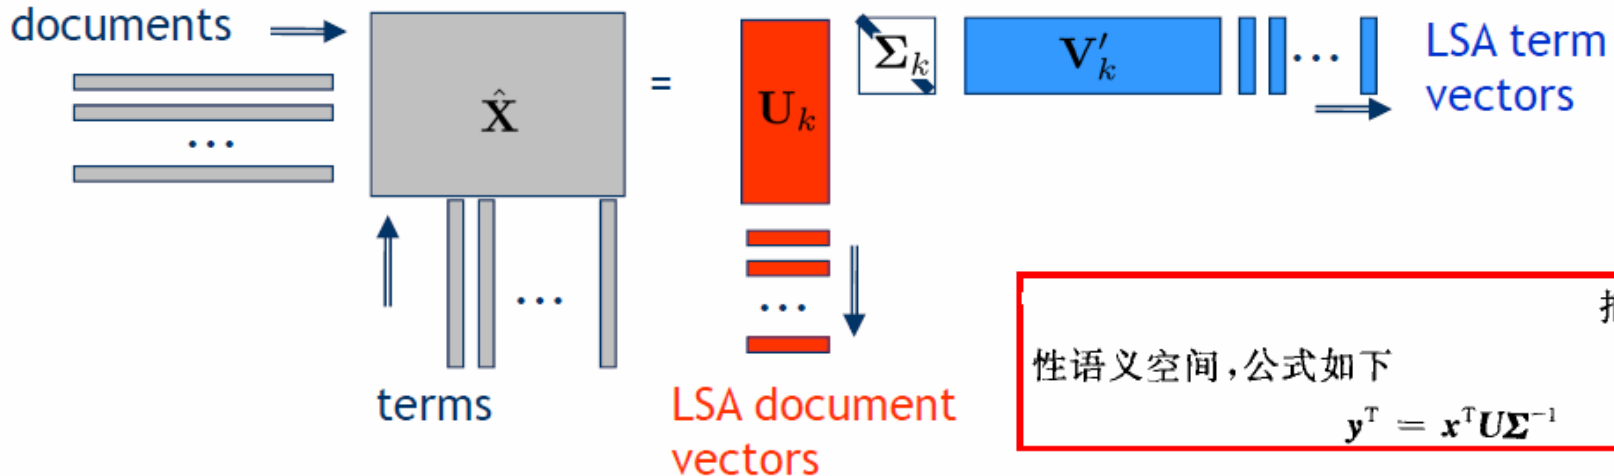 documents
X̂
=
U_k
Σ_k
V′_k
...
LSA term
vectors
...
...
terms
...
LSA document
vectors
性语义空间,公式如下
y^T = x^T UΣ^{-1}